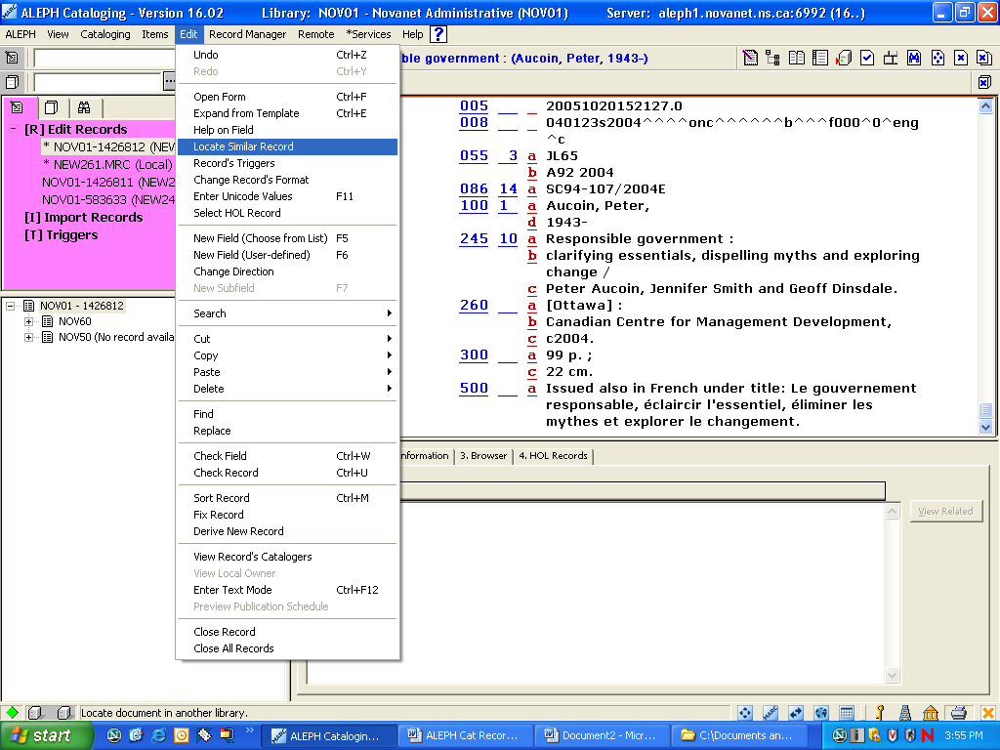 ALEPH Cataloging - Version 16.02 Library: NOV01 - Novanet Administrative (NOV01) Server: aleph1.novanet.ns.ca:6992 (16..)
ALEPH View Cataloging Items Edit Record Manager Remote *Services Help ?
ble government : (Aucoin, Peter, 1943-)
[R] Edit Records
* NOV01-1426812 (NEW
* NEW261.MRC (Local)
NOV01-1426811 (NEW
NOV01-583633 (NEW24
[I] Import Records
[T] Triggers
NOV01 - 1426812
NOV60
NOV50 (No record availa
Undo Ctrl+Z
Redo Ctrl+Y
Open Form Ctrl+F
Expand from Template Ctrl+E
Help on Field
Locate Similar Record
Record's Triggers
Change Record's Format
Enter Unicode Values F11
Select HOL Record
New Field (Choose from List) F5
New Field (User-defined) F6
Change Direction
New Subfield F7
Search
Cut
Copy
Paste
Delete
Find
Replace
Check Field Ctrl+W
Check Record Ctrl+U
Sort Record Ctrl+M
Fix Record
Derive New Record
View Record's Catalogers
View Local Owner
Enter Text Mode Ctrl+F12
Preview Publication Schedule
Close Record
Close All Records
005 __ _ 20051020152127.0
008 __ _ 040123s2004^^^^onc^^^^^^b^^^f000^0^eng
^c
055 _3 a JL65
b A92 2004
086 14 a SC94-107/2004E
100 1_ a Aucoin, Peter,
d 1943-
245 10 a Responsible government :
b clarifying essentials, dispelling myths and exploring
change /
c Peter Aucoin, Jennifer Smith and Geoff Dinsdale.
260 __ a [Ottawa] :
b Canadian Centre for Management Development,
c c2004.
300 __ a 99 p. ;
c 22 cm.
500 __ a Issued also in French under title: Le gouvernement
responsable, éclaircir l'essentiel, éliminer les
mythes et explorer le changement.
nformation 3. Browser 4. HOL Records
View Related
Locate document in another library.
start ALEPH Catalogin... ALEPH Cat Recor... Document2 - Micr... C:\Documents an... 3:55 PM